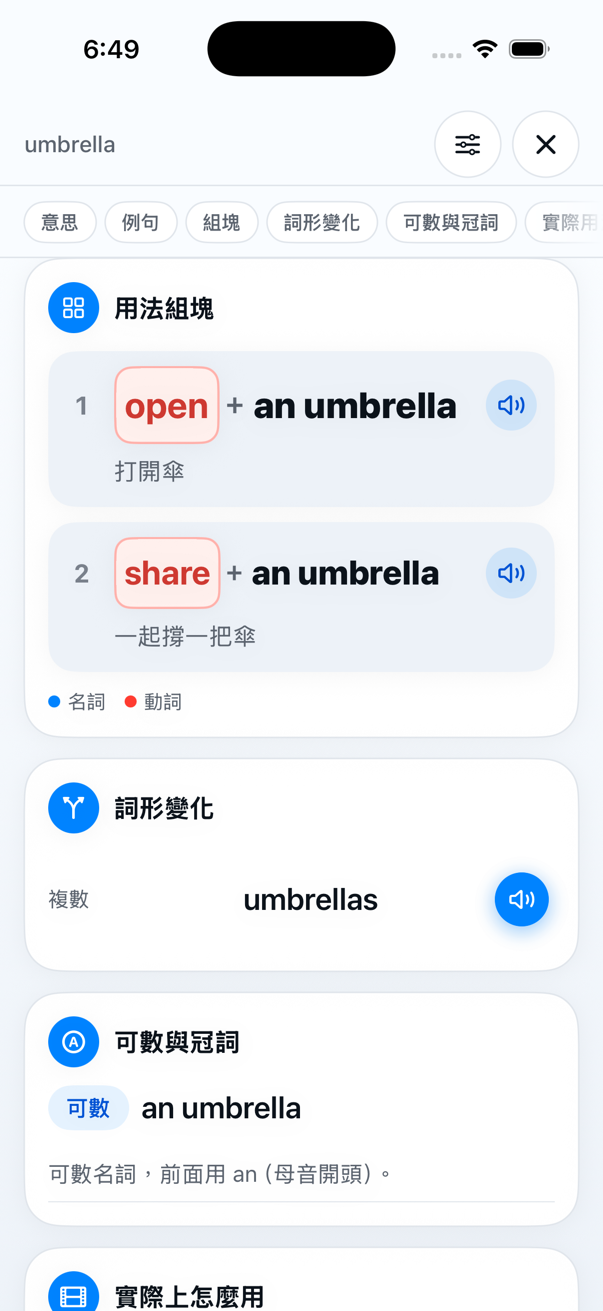 6:49
umbrella
意思
例句
組塊
詞形變化
可數與冠詞
實際用
用法組塊
1 open + an umbrella
打開傘
2 share + an umbrella
一起撐一把傘
名詞 動詞
詞形變化
複數 umbrellas
可數與冠詞
可數 an umbrella
可數名詞，前面用 an (母音開頭)。
實際上怎麼用